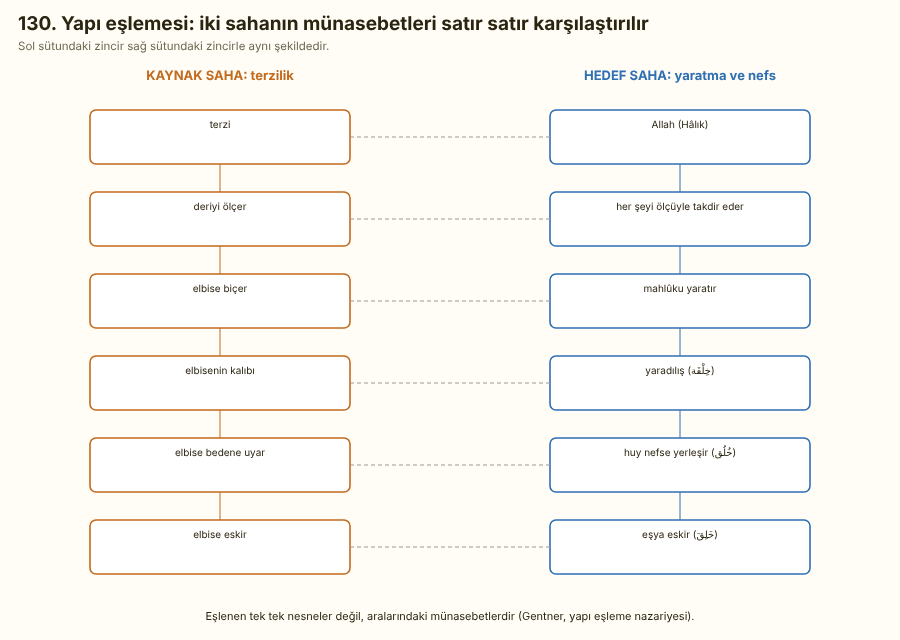 130. Yapı eşlemesi: iki sahanın münasebetleri satır satır karşılaştırılır
Sol sütundaki zincir sağ sütundaki zincirle aynı şekildedir.
KAYNAK SAHA: terzilik
HEDEF SAHA: yaratma ve nefs
terzi
Allah (Hâlık)
deriyi ölçer
her şeyi ölçüyle takdir eder
elbise biçer
mahlûku yaratır
elbisenin kalıbı
yaradılış (خِلْقَة)
elbise bedene uyar
huy nefse yerleşir (خُلُق)
elbise eskir
eşya eskir (خَلِقَ)
Eşlenen tek tek nesneler değil, aralarındaki münasebetlerdir (Gentner, yapı eşleme nazariyesi).